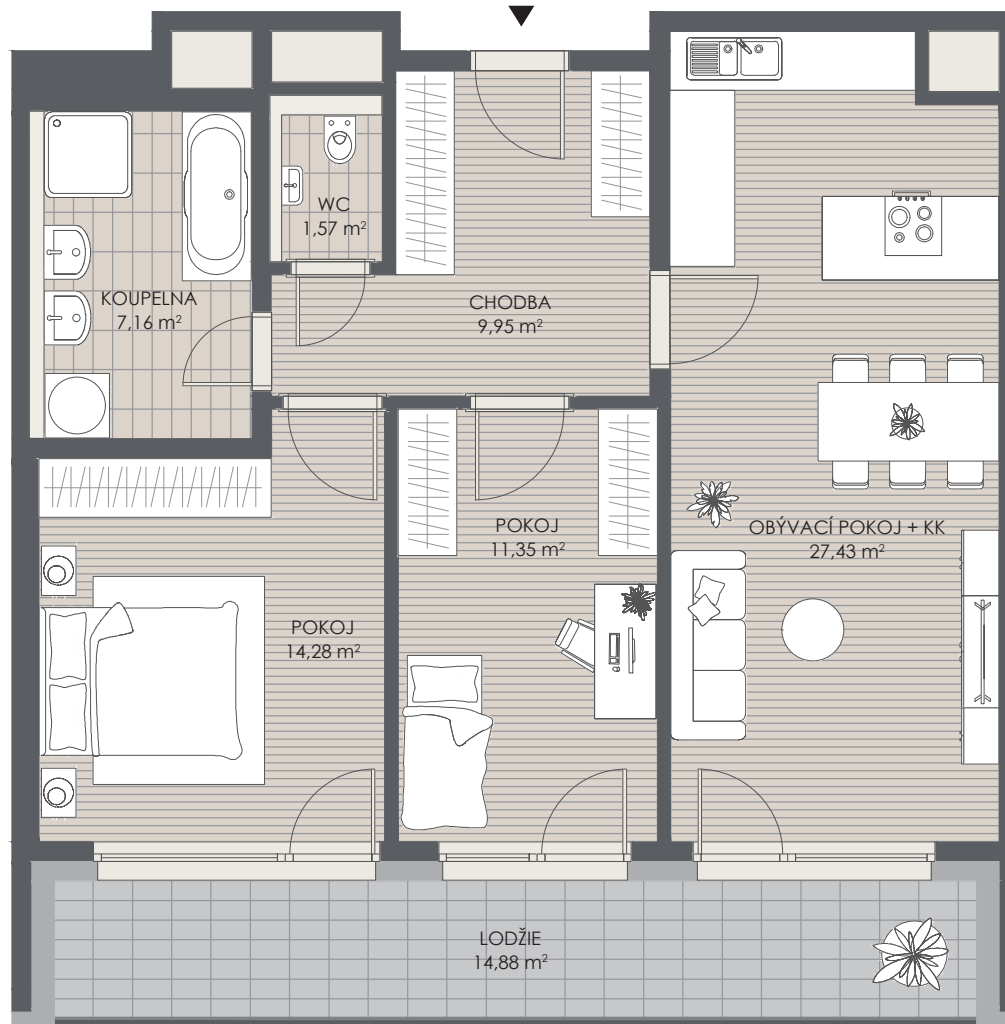 WC
1,57 m²
KOUPELNA
7,16 m²
CHODBA
9,95 m²
POKOJ
11,35 m²
OBÝVACÍ POKOJ + KK
27,43 m²
POKOJ
14,28 m²
LODŽIE
14,88 m²